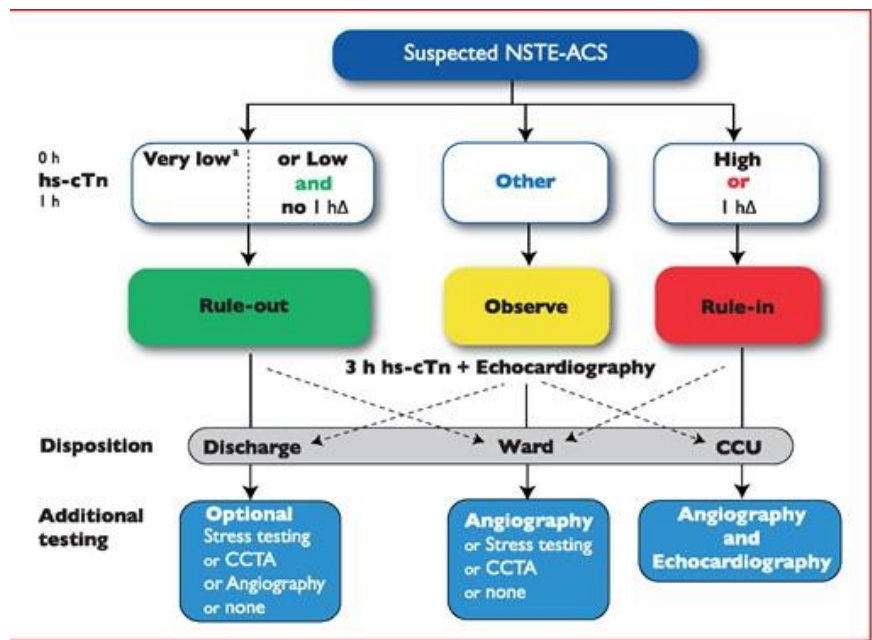 Suspected NSTE-ACS
0 h
hs-cTn
1 h
Very lowª
or Low
and
no 1 hΔ
Other
High
or
1 hΔ
Rule-out
Observe
Rule-in
3 h hs-cTn + Echocardiography
Disposition
Discharge
Ward
CCU
Additional
testing
Optional
Stress testing
or CCTA
or Angiography
or none
Angiography
or Stress testing
or CCTA
or none
Angiography
and
Echocardiography